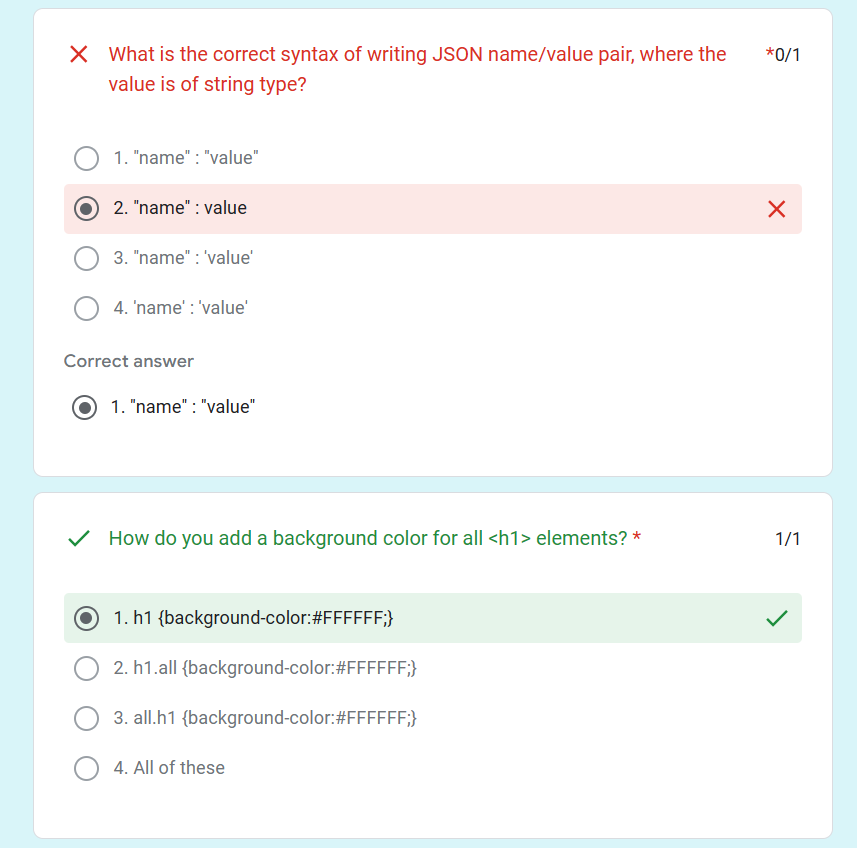 What is the correct syntax of writing JSON name/value pair, where the
*0/1
value is of string type?
1. "name" : "value"
2. "name" : value
3. "name" : 'value'
4. 'name' : 'value'
Correct answer
1. "name" : "value"
How do you add a background color for all <h1> elements? *
1/1
1. h1 {background-color:#FFFFFF;}
2. h1.all {background-color:#FFFFFF;}
3. all.h1 {background-color:#FFFFFF;}
4. All of these